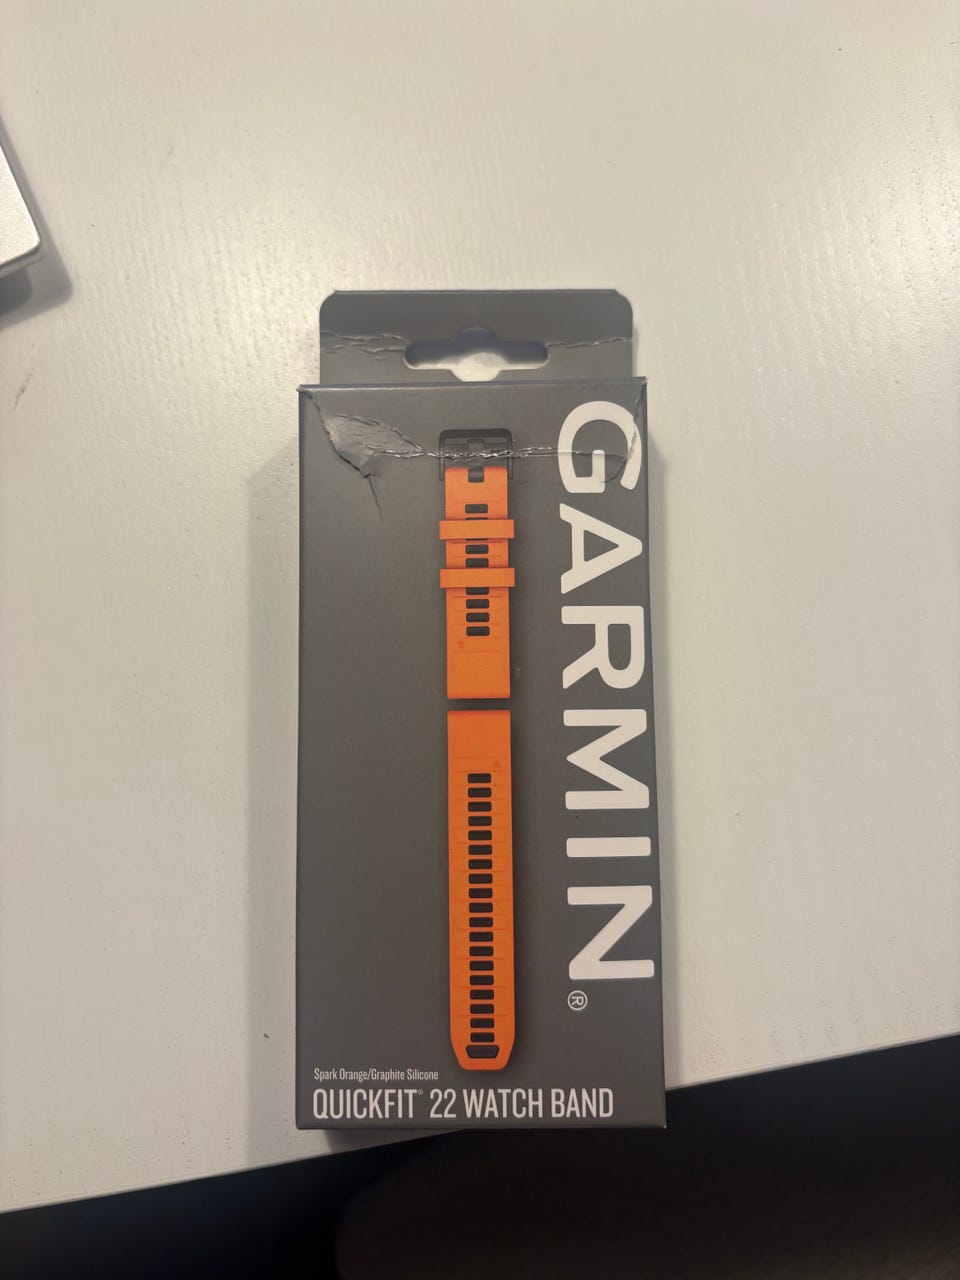 GARMIN®
Spark Orange/Graphite Silicone
QUICKFIT® 22 WATCH BAND